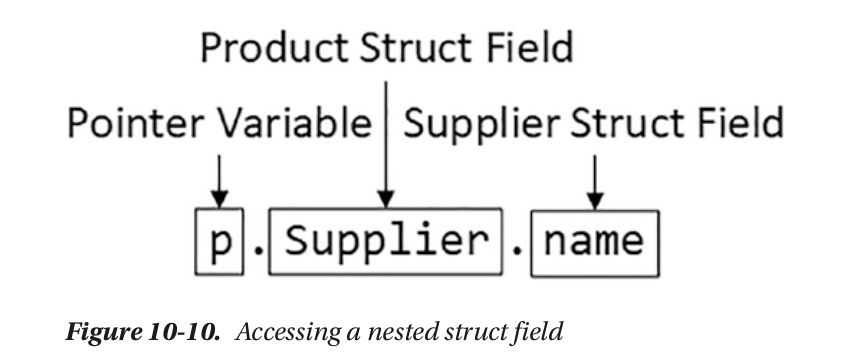 Product Struct Field
Pointer Variable Supplier Struct Field
p.Supplier.name
Figure 10-10. Accessing a nested struct field